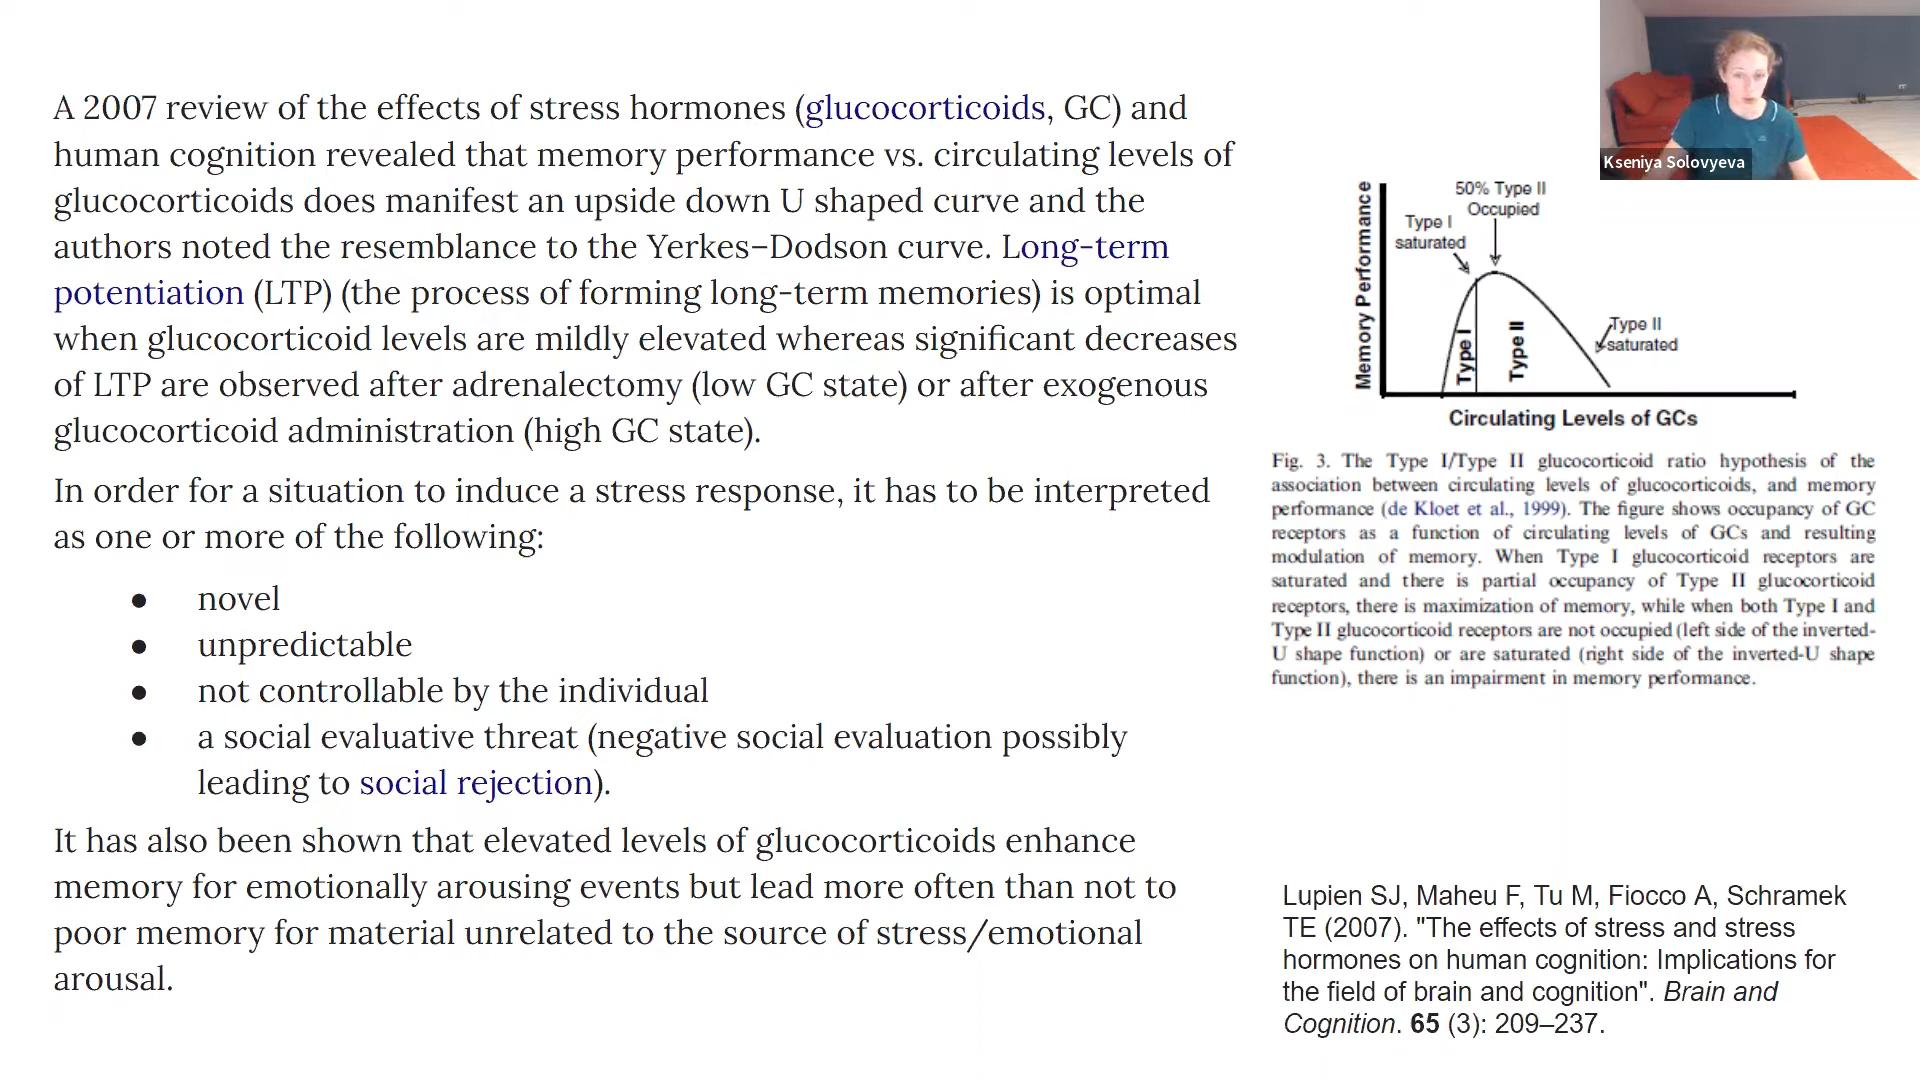 A 2007 review of the effects of stress hormones (glucocorticoids, GC) and
human cognition revealed that memory performance vs. circulating levels of
glucocorticoids does manifest an upside down U shaped curve and the
authors noted the resemblance to the Yerkes–Dodson curve. Long-term
potentiation (LTP) (the process of forming long-term memories) is optimal
when glucocorticoid levels are mildly elevated whereas significant decreases
of LTP are observed after adrenalectomy (low GC state) or after exogenous
glucocorticoid administration (high GC state).
In order for a situation to induce a stress response, it has to be interpreted
as one or more of the following:
● novel
● unpredictable
● not controllable by the individual
● a social evaluative threat (negative social evaluation possibly
leading to social rejection).
It has also been shown that elevated levels of glucocorticoids enhance
memory for emotionally arousing events but lead more often than not to
poor memory for material unrelated to the source of stress/emotional
arousal.
Kseniya Solovyeva
Memory Performance
50% Type II
Occupied
Type I
saturated
Type I
Type II
Type II
saturated
Circulating Levels of GCs
Fig. 3. The Type I/Type II glucocorticoid ratio hypothesis of the
association between circulating levels of glucocorticoids, and memory
performance (de Kloet et al., 1999). The figure shows occupancy of GC
receptors as a function of circulating levels of GCs and resulting
modulation of memory. When Type I glucocorticoid receptors are
saturated and there is partial occupancy of Type II glucocorticoid
receptors, there is maximization of memory, while when both Type I and
Type II glucocorticoid receptors are not occupied (left side of the inverted-
U shape function) or are saturated (right side of the inverted-U shape
function), there is an impairment in memory performance.
Lupien SJ, Maheu F, Tu M, Fiocco A, Schramek
TE (2007). "The effects of stress and stress
hormones on human cognition: Implications for
the field of brain and cognition". Brain and
Cognition. 65 (3): 209–237.